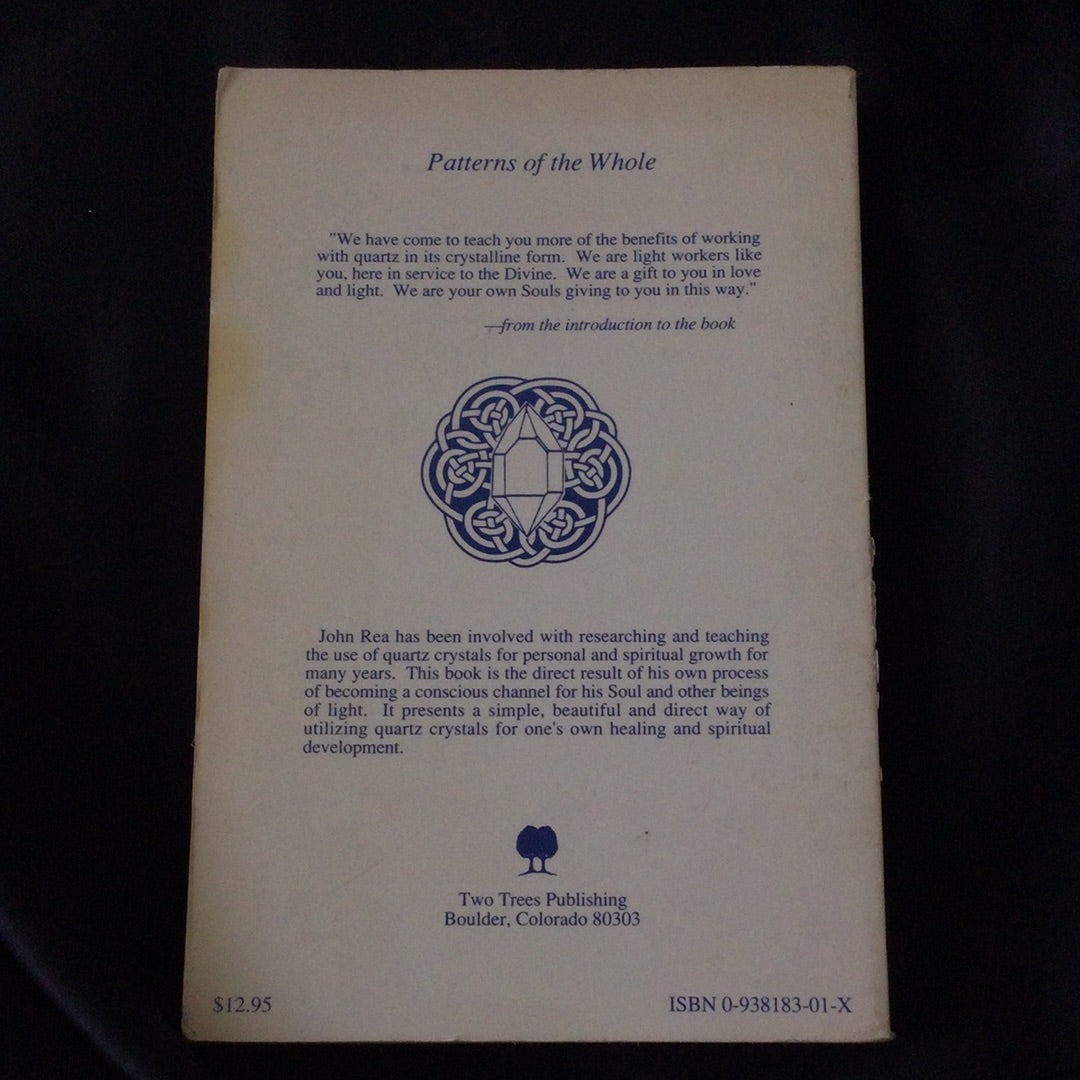 Patterns of the Whole
"We have come to teach you more of the benefits of working
with quartz in its crystalline form.  We are light workers like
you, here in service to the Divine.  We are a gift to you in love
and light.  We are your own Souls giving to you in this way."
—from the introduction to the book
John Rea has been involved with researching and teaching
the use of quartz crystals for personal and spiritual growth for
many years.  This book is the direct result of his own process
of becoming a conscious channel for his Soul and other beings
of light.  It presents a simple, beautiful and direct way of
utilizing quartz crystals for one's own healing and spiritual
development.
Two Trees Publishing
Boulder, Colorado 80303
$12.95
ISBN 0-938183-01-X